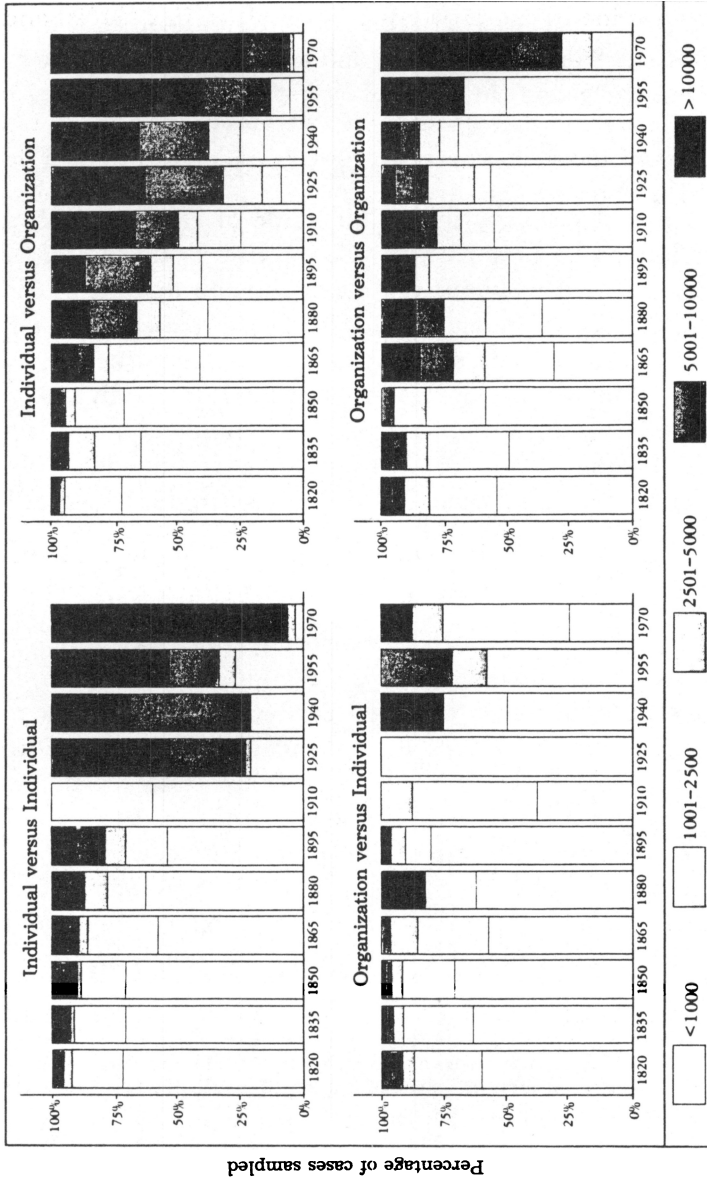 Individual versus Individual
100%
75%
50%
25%
0%
1820 1835 1850 1865 1880 1895 1910 1925 1940 1955 1970
Individual versus Organization
100%
75%
50%
25%
0%
1820 1835 1850 1865 1880 1895 1910 1925 1940 1955 1970
Organization versus Individual
100%
75%
50%
25%
0%
1820 1835 1850 1865 1880 1895 1910 1925 1940 1955 1970
Organization versus Organization
100%
75%
50%
25%
0%
1820 1835 1850 1865 1880 1895 1910 1925 1940 1955 1970
<1000 1001–2500 2501–5000 5001–10000 >10000
Percentage of cases sampled